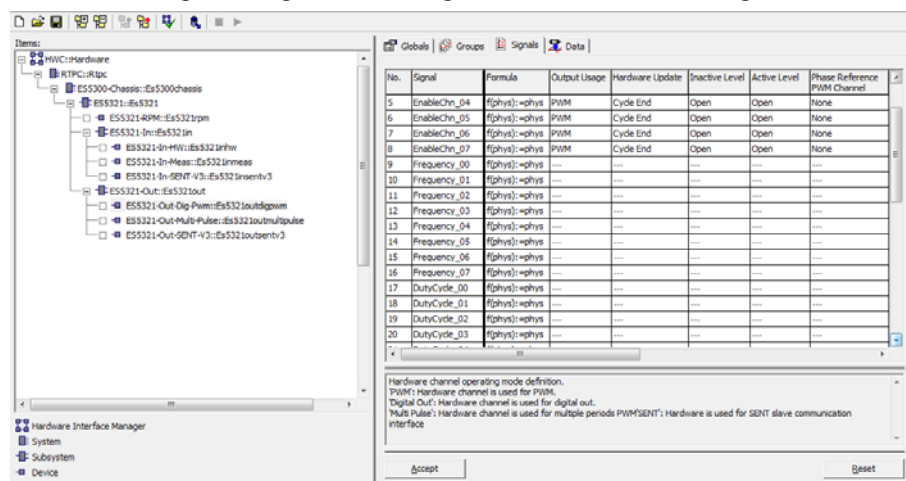 Items:
HWC::Hardware
RTPC::Rtpc
ES5300-Chassis::Es5300chassis
ES5321::Es5321
ES5321-RPM::Es5321rpm
ES5321-In::Es5321in
ES5321-In-HW::Es5321inhw
ES5321-In-Meas::Es5321inmeas
ES5321-In-SENT-V3::Es5321insentv3
ES5321-Out::Es5321out
ES5321-Out-Dig-Pwm::Es5321outdigpwm
ES5321-Out-Multi-Pulse::Es5321outmultipulse
ES5321-Out-SENT-V3::Es5321outsentv3
Hardware Interface Manager
System
Subsystem
Device
Globals Groups Signals Data
No. Signal Formula Output Usage Hardware Update Inactive Level Active Level Phase Reference
PWM Channel
5 EnableChn_04 f(phys):=phys PWM Cycle End Open Open None
6 EnableChn_05 f(phys):=phys PWM Cycle End Open Open None
7 EnableChn_06 f(phys):=phys PWM Cycle End Open Open None
8 EnableChn_07 f(phys):=phys PWM Cycle End Open Open None
9 Frequency_00 f(phys):=phys --- --- --- --- ---
10 Frequency_01 f(phys):=phys --- --- --- --- ---
11 Frequency_02 f(phys):=phys --- --- --- --- ---
12 Frequency_03 f(phys):=phys --- --- --- --- ---
13 Frequency_04 f(phys):=phys --- --- --- --- ---
14 Frequency_05 f(phys):=phys --- --- --- --- ---
15 Frequency_06 f(phys):=phys --- --- --- --- ---
16 Frequency_07 f(phys):=phys --- --- --- --- ---
17 DutyCycle_00 f(phys):=phys --- --- --- --- ---
18 DutyCycle_01 f(phys):=phys --- --- --- --- ---
19 DutyCycle_02 f(phys):=phys --- --- --- --- ---
20 DutyCycle_03 f(phys):=phys --- --- --- --- ---
Hardware channel operating mode definition.
'PWM': Hardware channel is used for PWM.
'Digital Out': Hardware channel is used for digital out.
'Multi Pulse': Hardware channel is used for multiple periods PWM'SENT': Hardware is used for SENT slave communication
interface
Accept Reset